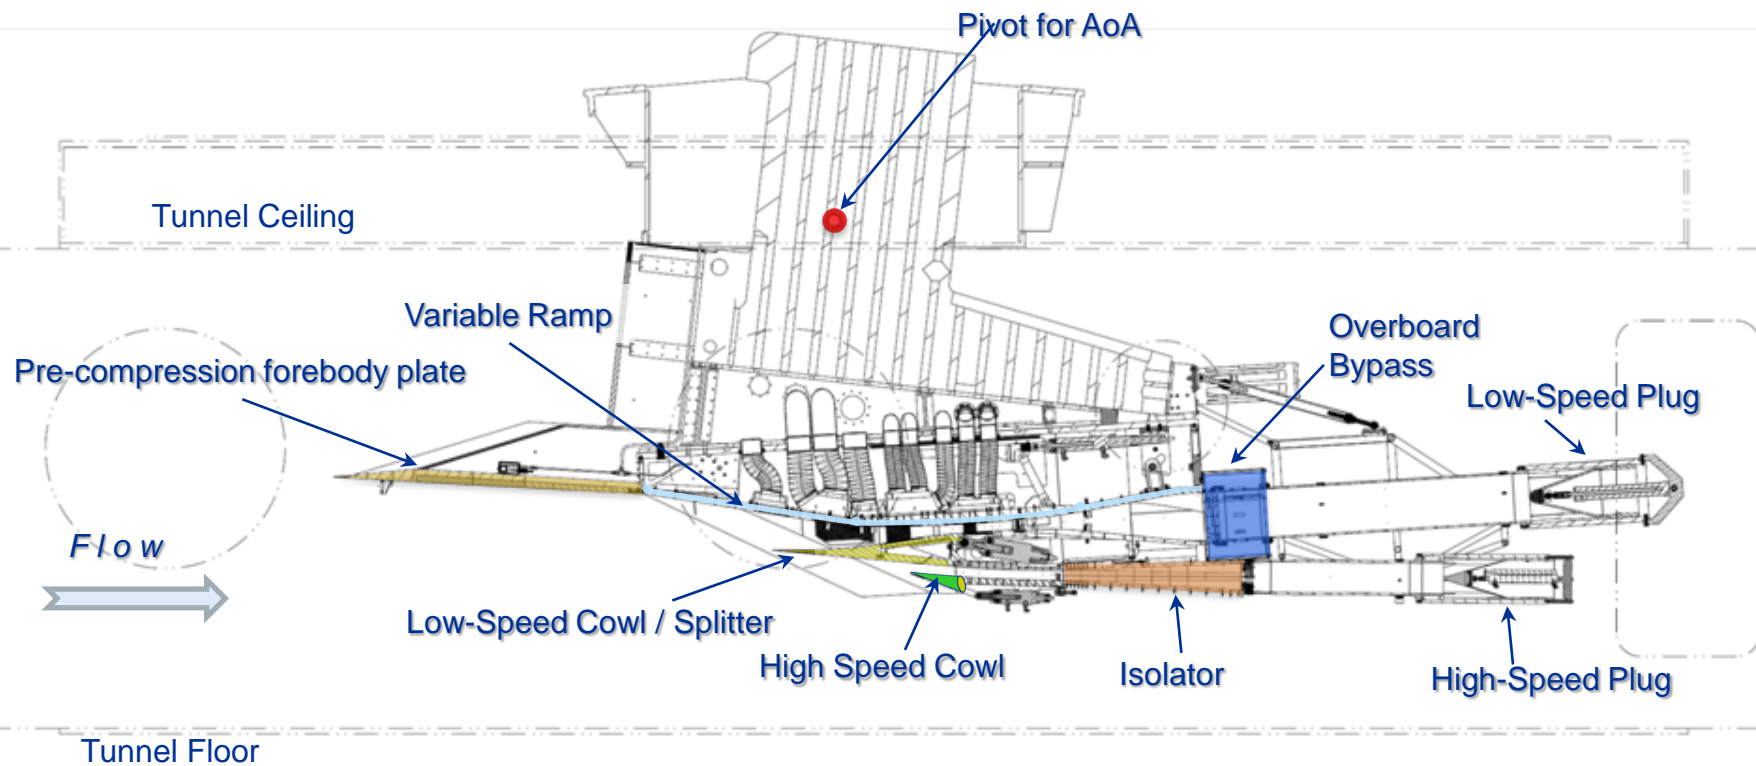 Pivot for AoA
Tunnel Ceiling
Variable Ramp
Overboard
Bypass
Pre-compression forebody plate
Low-Speed Plug
Flow
Low-Speed Cowl / Splitter
High Speed Cowl
Isolator
High-Speed Plug
Tunnel Floor